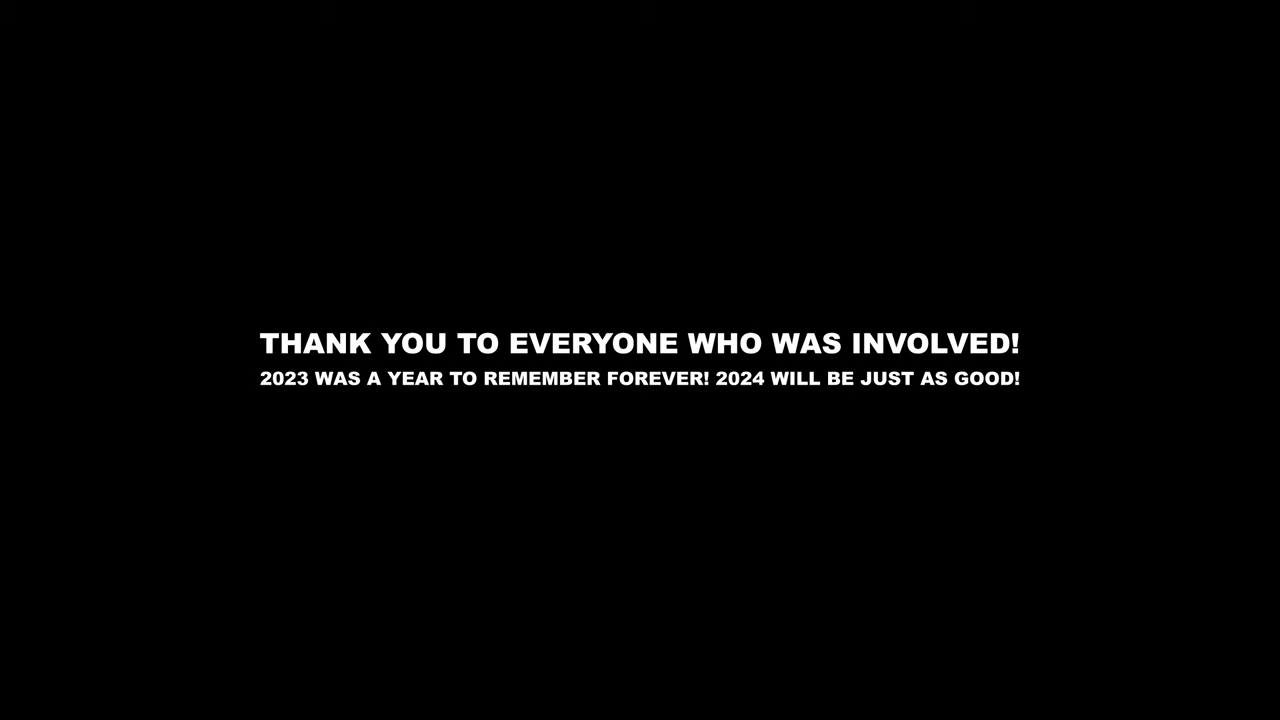 THANK YOU TO EVERYONE WHO WAS INVOLVED!
2023 WAS A YEAR TO REMEMBER FOREVER! 2024 WILL BE JUST AS GOOD!